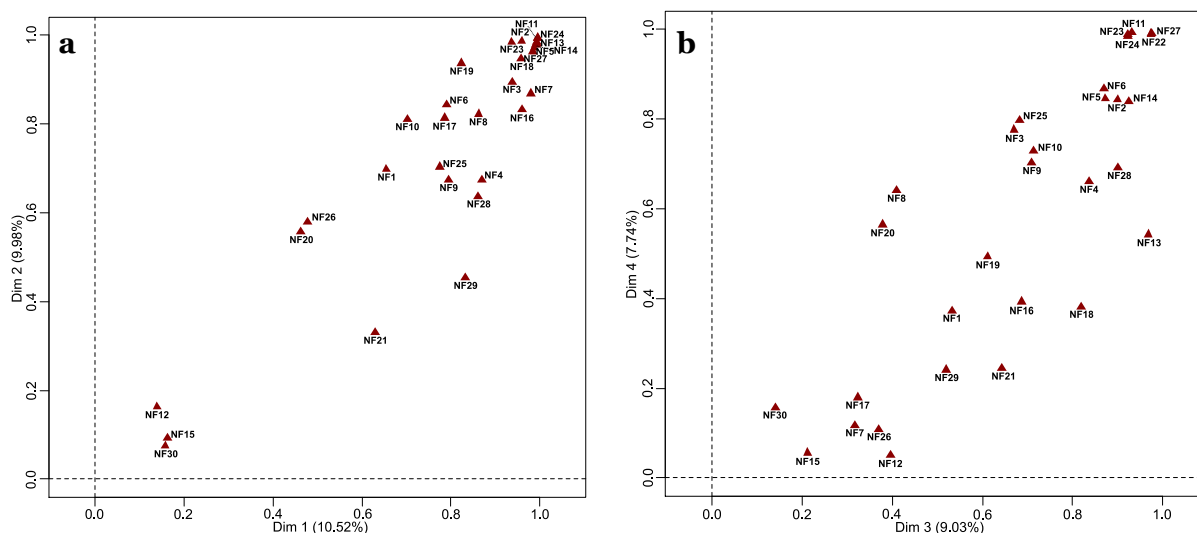 a
NF11
NF2
NF24
NF23
NF13
NF5
NF14
NF27
NF18
NF19
NF3
NF7
NF6
NF16
NF10
NF17
NF8
NF25
NF1
NF9
NF4
NF28
NF26
NF20
NF29
NF21
NF12
NF15
NF30
0.0
0.2
0.4
0.6
0.8
1.0
Dim 2 (9.98%)
0.0
0.2
0.4
0.6
0.8
1.0
Dim 1 (10.52%)
b
NF11
NF23
NF27
NF24
NF22
NF6
NF5
NF14
NF2
NF25
NF3
NF10
NF9
NF28
NF4
NF8
NF20
NF13
NF19
NF16
NF1
NF18
NF29
NF21
NF17
NF30
NF7
NF26
NF15
NF12
0.0
0.2
0.4
0.6
0.8
1.0
Dim 4 (7.74%)
0.0
0.2
0.4
0.6
0.8
1.0
Dim 3 (9.03%)